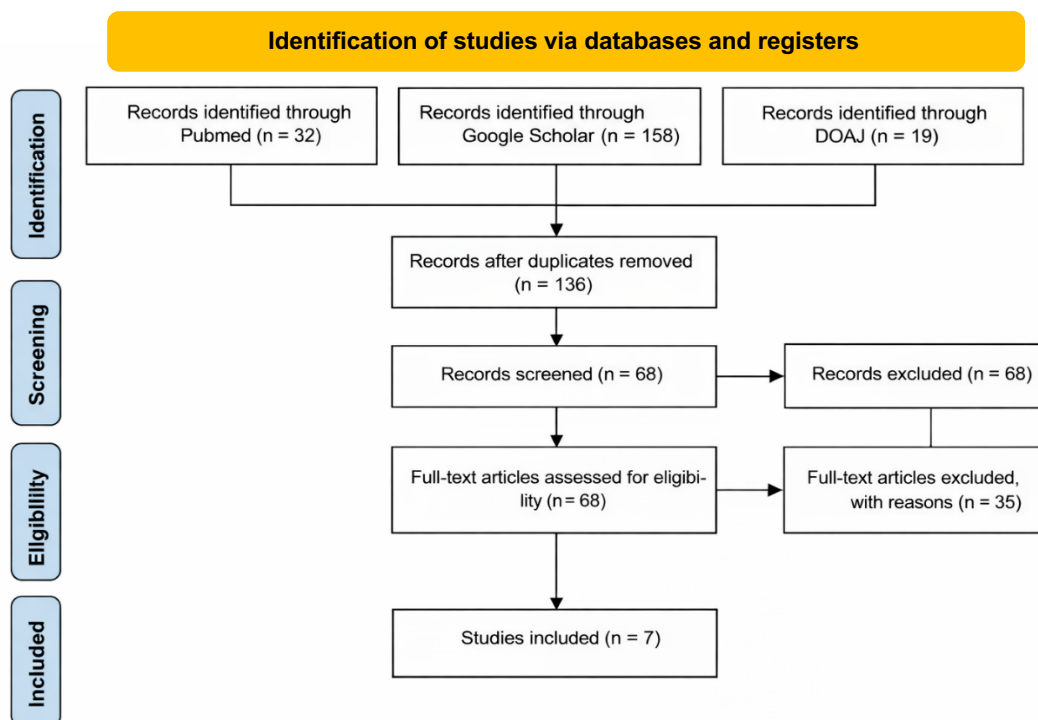 Identification of studies via databases and registers
Identification
Records identified through
Pubmed (n = 32)
Records identified through
Google Scholar (n = 158)
Records identified through
DOAJ (n = 19)
Records after duplicates removed
(n = 136)
Screening
Records screened (n = 68)
Records excluded (n = 68)
Eligibility
Full-text articles assessed for eligibi-
lity (n = 68)
Full-text articles excluded,
with reasons (n = 35)
Included
Studies included (n = 7)